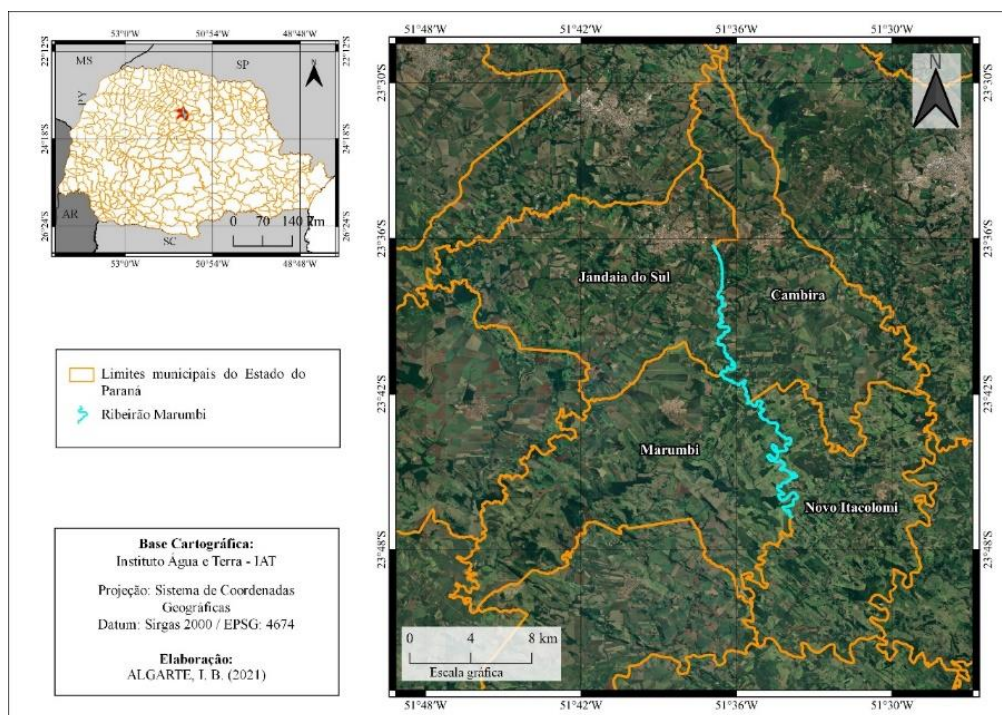 53°0'W 50°54'W 48°48'W
22°12'S
24°18'S
26°24'S
MS
SP
PY
AR
SC
N
0 70 140 km
22°12'S
24°18'S
26°24'S
53°0'W 50°54'W 48°48'W
Limites municipais do Estado do
Paraná
Ribeirão Marumbi
Base Cartográfica:
Instituto Água e Terra - IAT
Projeção: Sistema de Coordenadas
Geográficas
Datum: Sirgas 2000 / EPSG: 4674
Elaboração:
ALGARTE, I. B. (2021)
51°48'W 51°42'W 51°36'W 51°30'W
23°30'S
23°36'S
23°42'S
23°48'S
N
Jandaia do Sul
Cambira
Marumbi
Novo Itacolomi
0 4 8 km
Escala gráfica
23°30'S
23°36'S
23°42'S
23°48'S
51°48'W 51°42'W 51°36'W 51°30'W